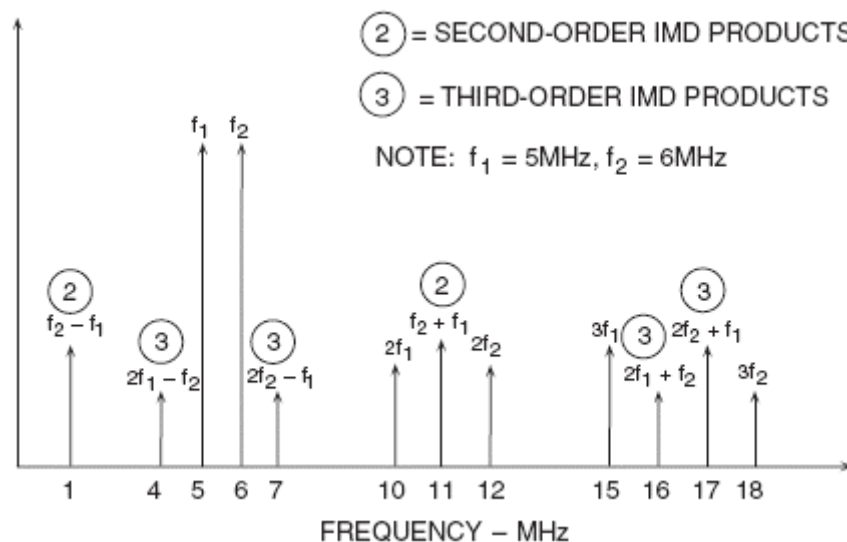 ② = SECOND-ORDER IMD PRODUCTS
③ = THIRD-ORDER IMD PRODUCTS
NOTE: f₁ = 5MHz, f₂ = 6MHz
f₁
f₂
②
f₂ – f₁
③
2f₁ – f₂
③
2f₂ – f₁
2f₁
②
f₂ + f₁
2f₂
3f₁
③
2f₁ + f₂
③
2f₂ + f₁
3f₂
1 4 5 6 7 10 11 12 15 16 17 18
FREQUENCY – MHz